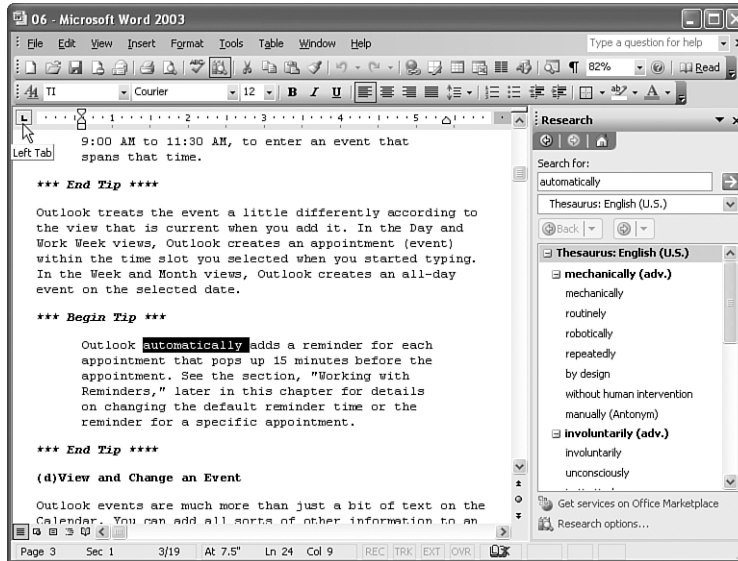 06 - Microsoft Word 2003
File Edit View Insert Format Tools Table Window Help
Type a question for help
82%
Read
TI
Courier
12
B I U
1 2 3 4 5
Left Tab
9:00 AM to 11:30 AM, to enter an event that
spans that time.
*** End Tip ****
Outlook treats the event a little differently according to
the view that is current when you add it. In the Day and
Work Week views, Outlook creates an appointment (event)
within the time slot you selected when you started typing.
In the Week and Month views, Outlook creates an all-day
event on the selected date.
*** Begin Tip ***
Outlook automatically adds a reminder for each
appointment that pops up 15 minutes before the
appointment. See the section, "Working with
Reminders," later in this chapter for details
on changing the default reminder time or the
reminder for a specific appointment.
*** End Tip ****
(d)View and Change an Event
Outlook events are much more than just a bit of text on the
Calendar. You can add all sorts of other information to an
Research
Search for:
automatically
Thesaurus: English (U.S.)
Back
Thesaurus: English (U.S.)
mechanically (adv.)
mechanically
routinely
robotically
repeatedly
by design
without human intervention
manually (Antonym)
involuntarily (adv.)
involuntarily
unconsciously
Get services on Office Marketplace
Research options...
Page 3 Sec 1 3/19 At 7.5" Ln 24 Col 9 REC TRK EXT OVR